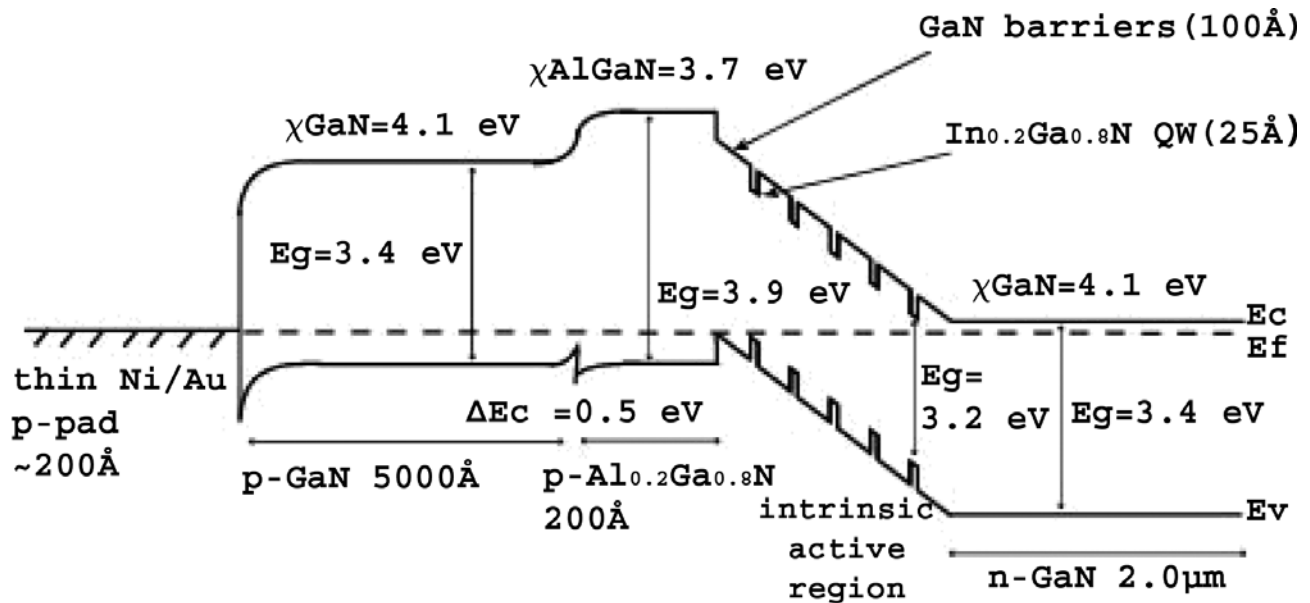 GaN barriers(100Å)
χAlGaN=3.7 eV
χGaN=4.1 eV
In0.2Ga0.8N QW(25Å)
Eg=3.4 eV
Eg=3.9 eV
χGaN=4.1 eV
Ec
Ef
thin Ni/Au
p-pad
~200Å
ΔEc =0.5 eV
Eg=
3.2 eV
Eg=3.4 eV
p-GaN 5000Å
p-Al0.2Ga0.8N
200Å
intrinsic
active
region
Ev
n-GaN 2.0μm